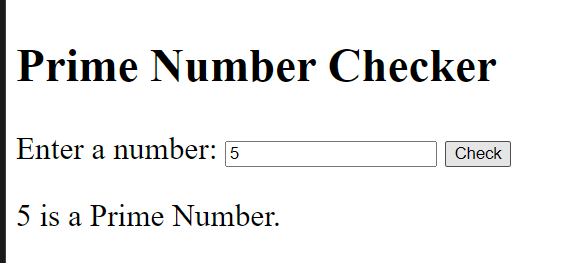 Prime Number Checker
Enter a number: 5 Check
5 is a Prime Number.